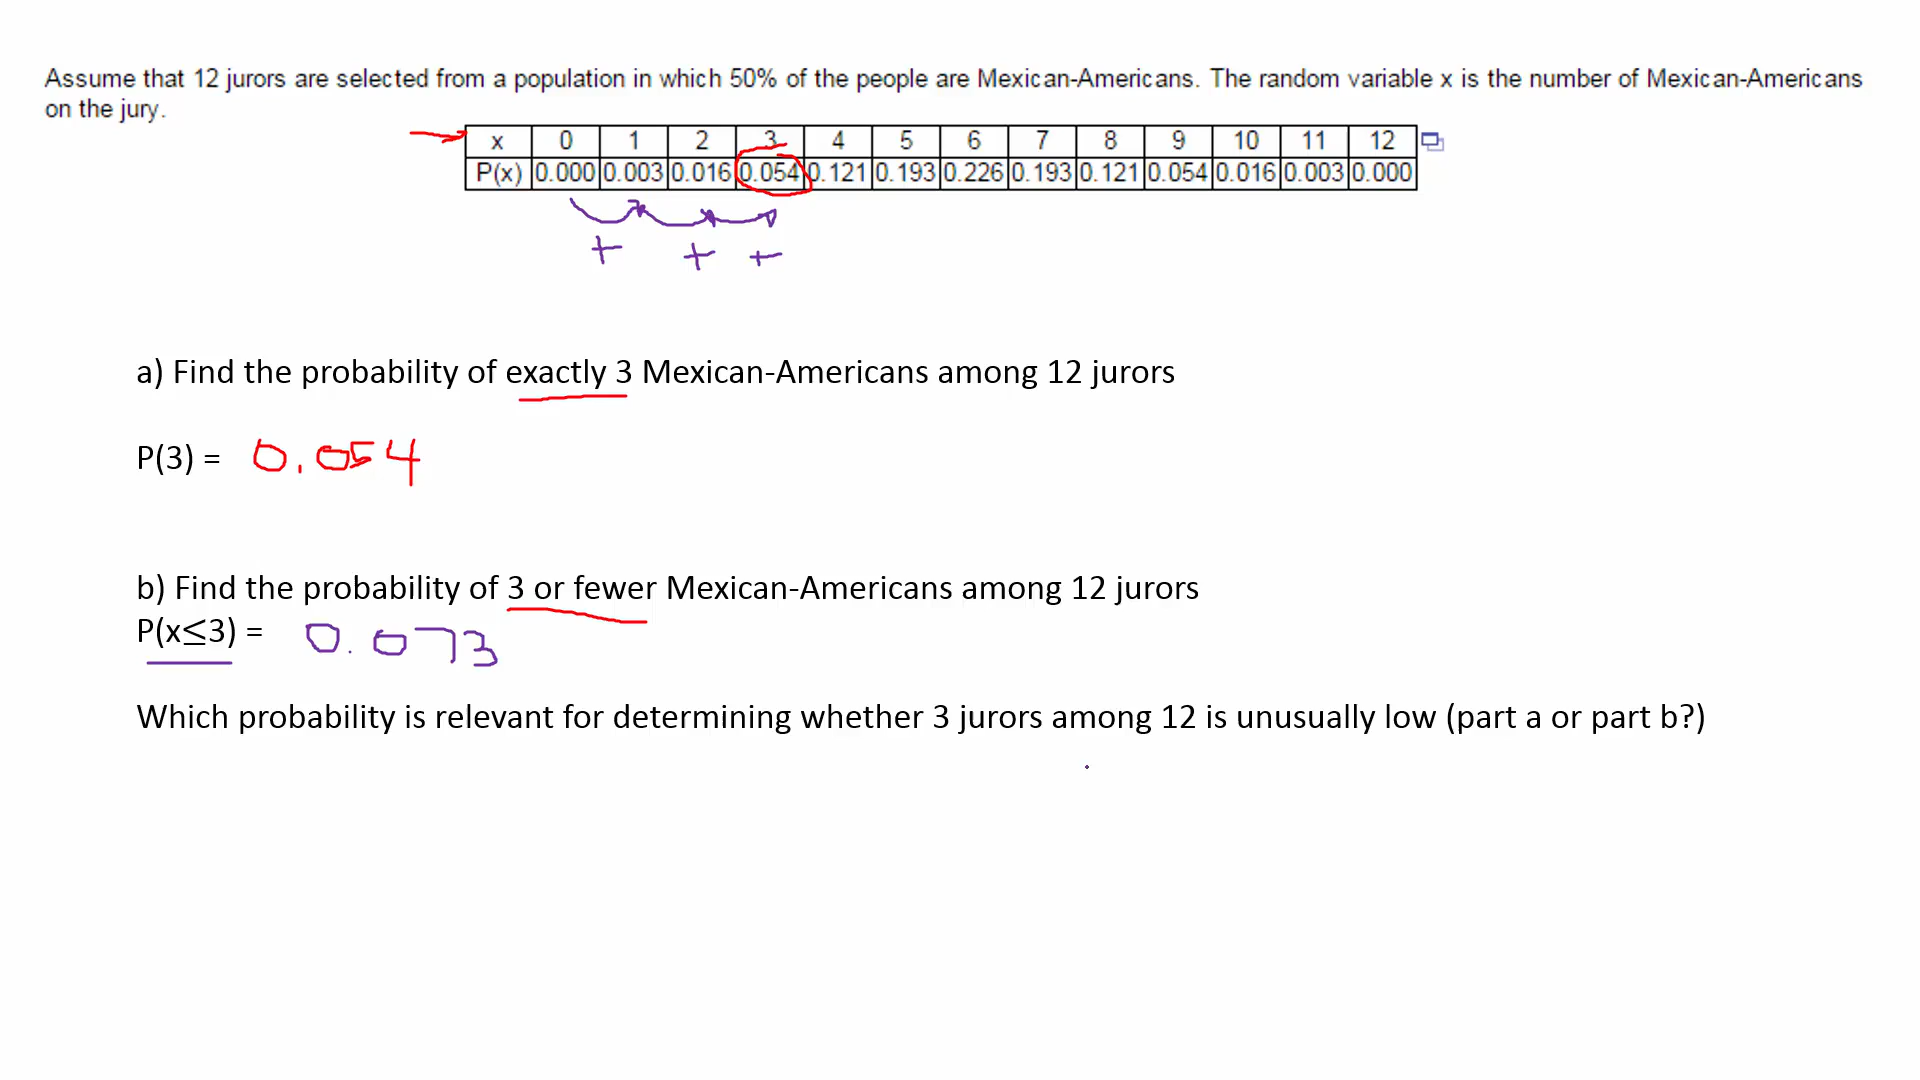 Assume that 12 jurors are selected from a population in which 50% of the people are Mexican-Americans. The random variable x is the number of Mexican-Americans
on the jury.
x 0 1 2 3 4 5 6 7 8 9 10 11 12
P(x) 0.000 0.003 0.016 0.054 0.121 0.193 0.226 0.193 0.121 0.054 0.016 0.003 0.000
+ + +
a) Find the probability of exactly 3 Mexican-Americans among 12 jurors
P(3) = 0.054
b) Find the probability of 3 or fewer Mexican-Americans among 12 jurors
P(x≤3) = 0.073
Which probability is relevant for determining whether 3 jurors among 12 is unusually low (part a or part b?)